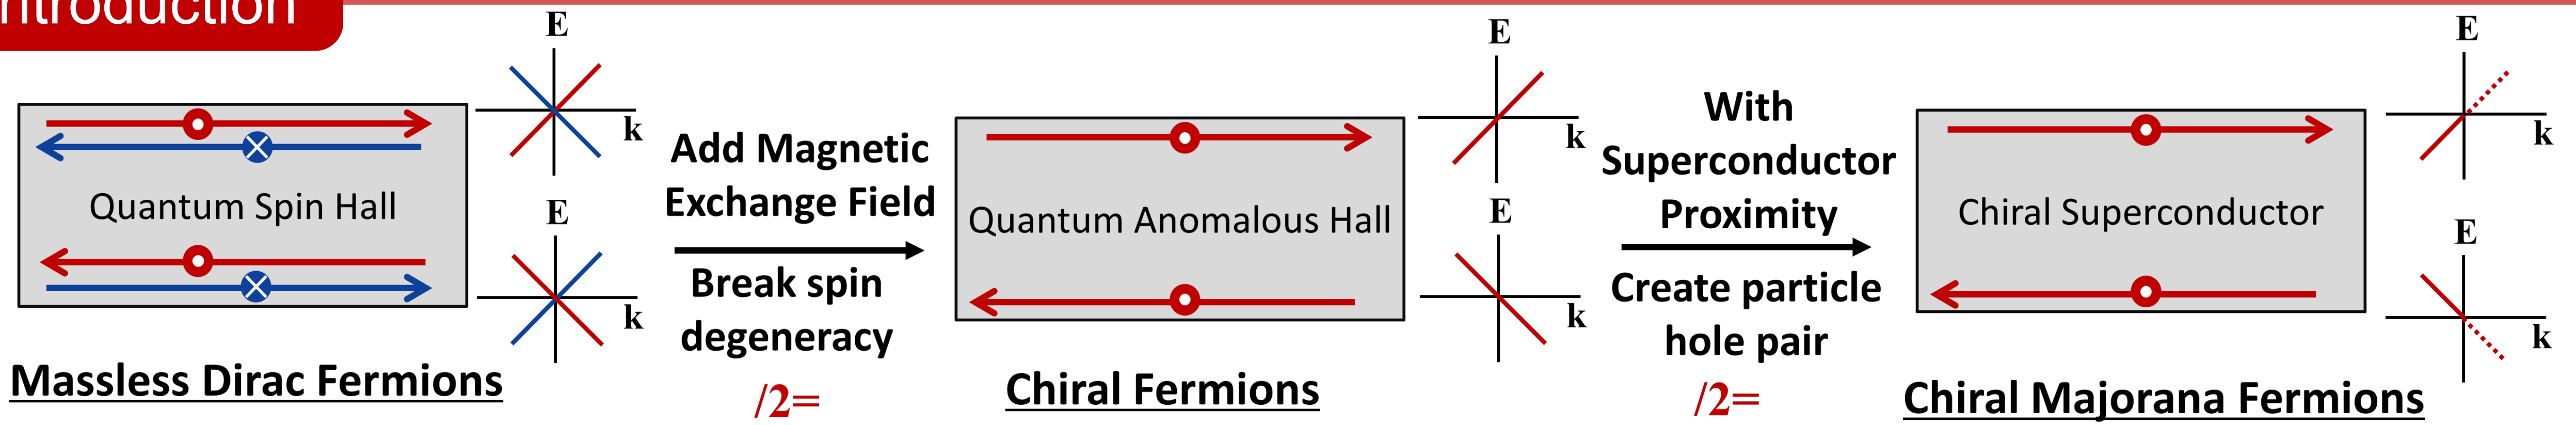 ntroduction
E
k
Quantum Spin Hall
E
k
Massless Dirac Fermions
Add Magnetic
Exchange Field
Break spin
degeneracy
/2=
Quantum Anomalous Hall
E
k
E
k
Chiral Fermions
With
Superconductor
Proximity
Create particle
hole pair
/2=
Chiral Superconductor
E
k
E
k
Chiral Majorana Fermions